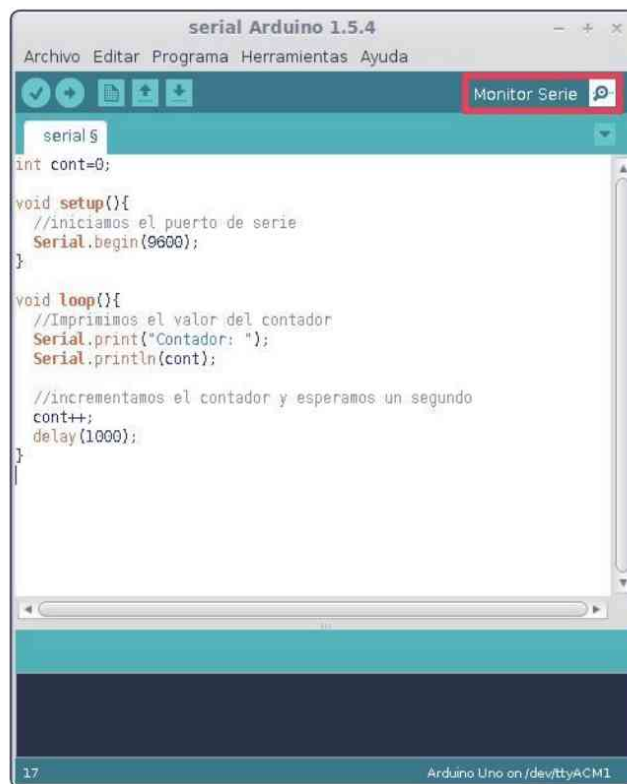 serial Arduino 1.5.4
Archivo Editar Programa Herramientas Ayuda
Monitor Serie
serial §
int cont=0;
void setup(){
//iniciamos el puerto de serie
Serial.begin(9600);
}
void loop(){
//Imprimimos el valor del contador
Serial.print("Contador: ");
Serial.println(cont);
//incrementamos el contador y esperamos un segundo
cont++;
delay(1000);
}
17
Arduino Uno on /dev/ttyACM1